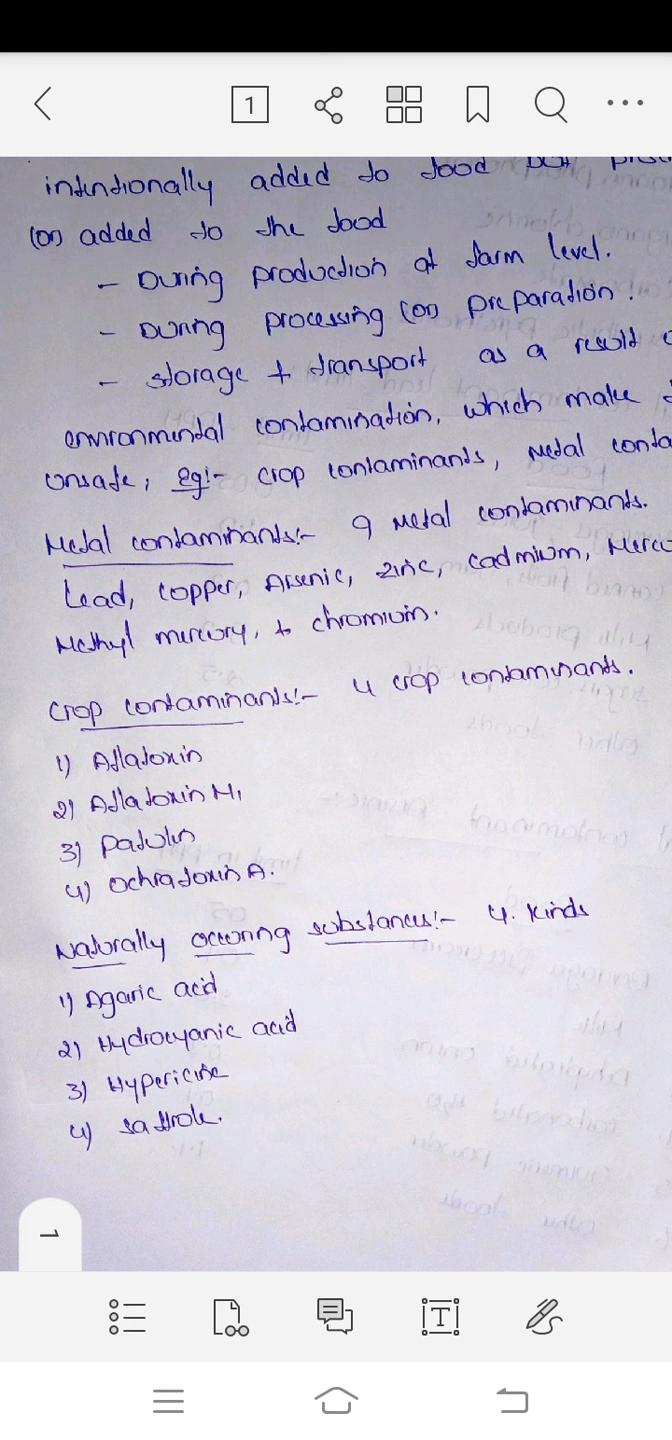 1
intentionally added to food but
(or) added to the food
- During production at farm level.
- During processing (or) preparation.
- storage & transport as a result
environmental contamination, which make
unsafe; Eg:- crop contaminants, Metal
Metal contaminants:- 9 Metal contaminants.
Lead, copper, Arsenic, zinc, cadmium,
Methyl mercury, & chromium.
Crop contaminants:- 4 crop contaminants.
1) Aflatoxin
2) Aflatoxin M1
3) Patulin
4) Ochratoxin A.
Naturally occuring substances:- 4. kinds
1) Agaric acid
2) Hydrocyanic acid
3) Hypericine
4) saffrole.
1